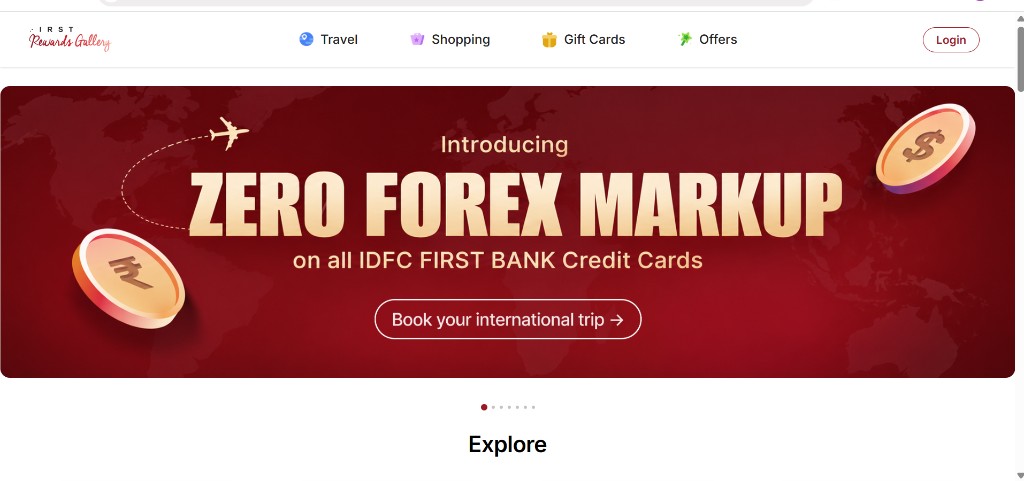 FIRST
Rewards Gallery
Travel
Shopping
Gift Cards
Offers
Login
Introducing
ZERO FOREX MARKUP
on all IDFC FIRST BANK Credit Cards
Book your international trip →
$
₹
Explore